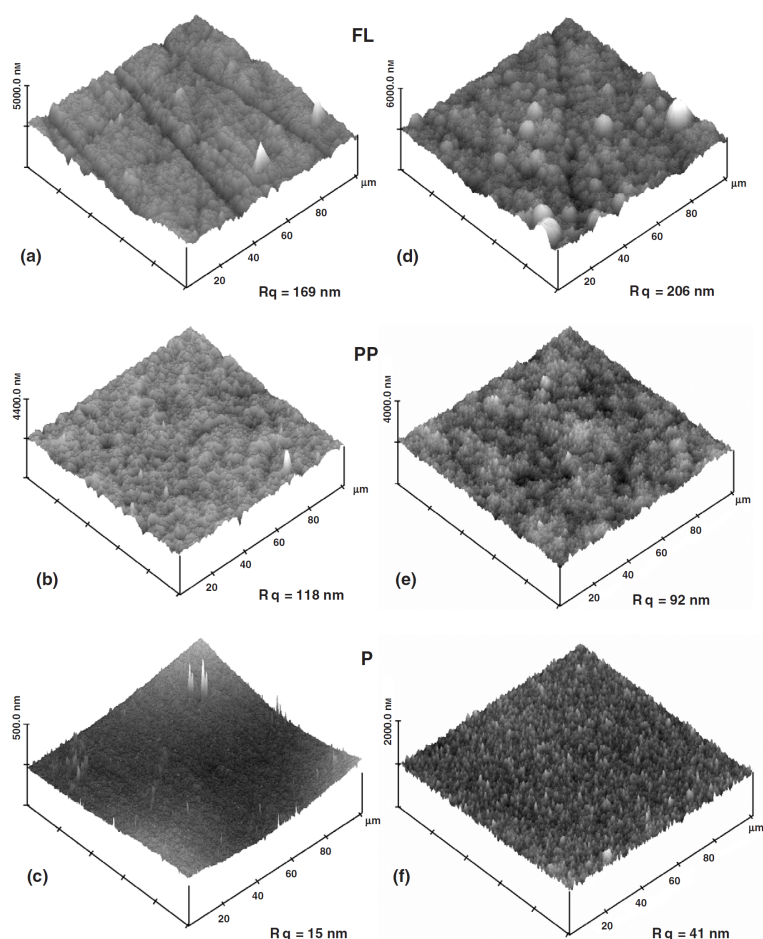 FL
5000.0 nM
μm
80
60
40
20
(a)
Rq = 169 nm
6000.0 nM
μm
80
60
40
20
(d)
Rq = 206 nm
PP
4400.0 nM
μm
80
60
40
20
(b)
Rq = 118 nm
4000.0 nM
μm
80
60
40
20
(e)
Rq = 92 nm
P
500.0 nm
μm
80
60
40
20
(c)
Rq = 15 nm
2000.0 nM
μm
80
60
40
20
(f)
Rq = 41 nm